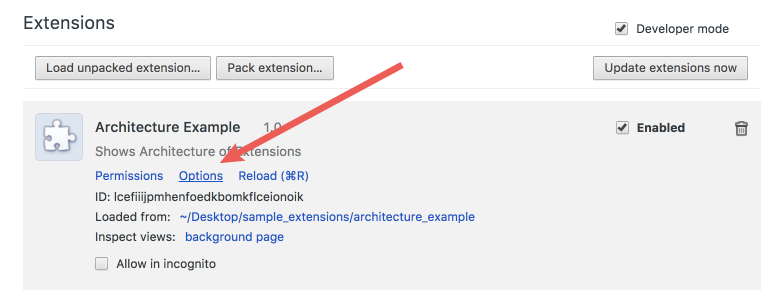 Extensions
Developer mode
Load unpacked extension... Pack extension... Update extensions now
Architecture Example 1.0 Enabled
Shows Architecture of Extensions
Permissions Options Reload (⌘R)
ID: lcefiiijpmhenfoedkbomkflceionoik
Loaded from: ~/Desktop/sample_extensions/architecture_example
Inspect views: background page
Allow in incognito